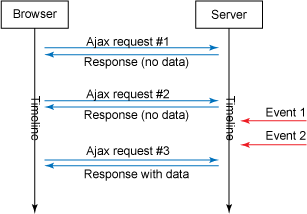 Browser
Server
Ajax request #1
Response (no data)
Timeline
Timeline
Ajax request #2
Response (no data)
Event 1
Event 2
Ajax request #3
Response with data